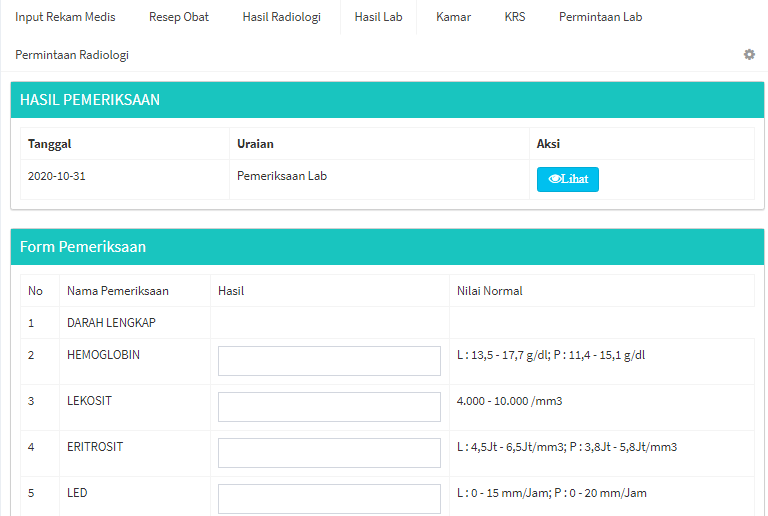 Input Rekam Medis Resep Obat Hasil Radiologi Hasil Lab Kamar KRS Permintaan Lab
Permintaan Radiologi
HASIL PEMERIKSAAN
Tanggal Uraian Aksi
2020-10-31 Pemeriksaan Lab Lihat
Form Pemeriksaan
No Nama Pemeriksaan Hasil Nilai Normal
1 DARAH LENGKAP
2 HEMOGLOBIN L : 13,5 - 17,7 g/dl; P : 11,4 - 15,1 g/dl
3 LEKOSIT 4.000 - 10.000 /mm3
4 ERITROSIT L : 4,5Jt - 6,5Jt/mm3; P : 3,8Jt - 5,8Jt/mm3
5 LED L : 0 - 15 mm/Jam; P : 0 - 20 mm/Jam